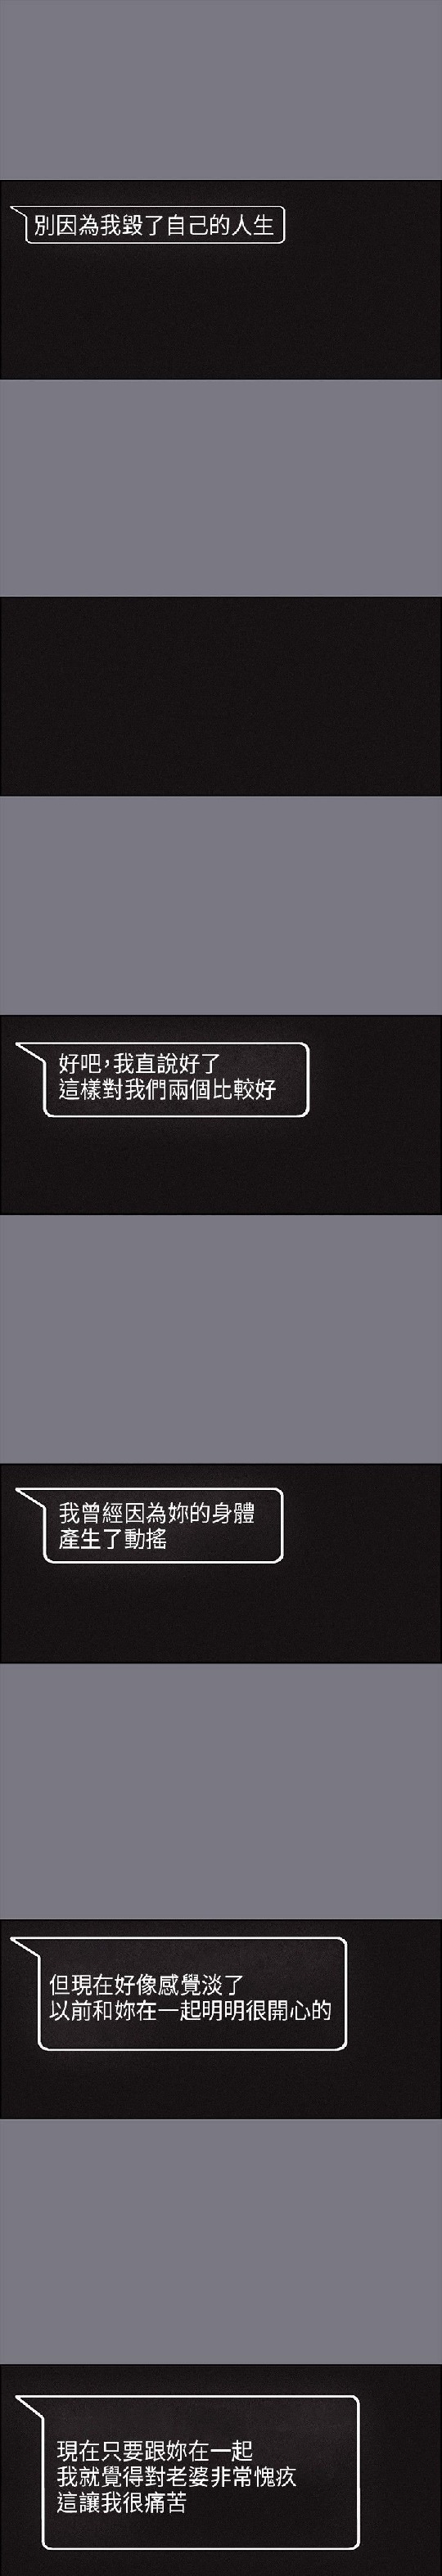 別因為我毀了自己的人生
好吧，我直說好了
這樣對我們兩個比較好
我曾經因為妳的身體
產生了動搖
但現在好像感覺淡了
以前和妳在一起明明很開心的
現在只要跟妳在一起
我就覺得對老婆非常愧疚
這讓我很痛苦